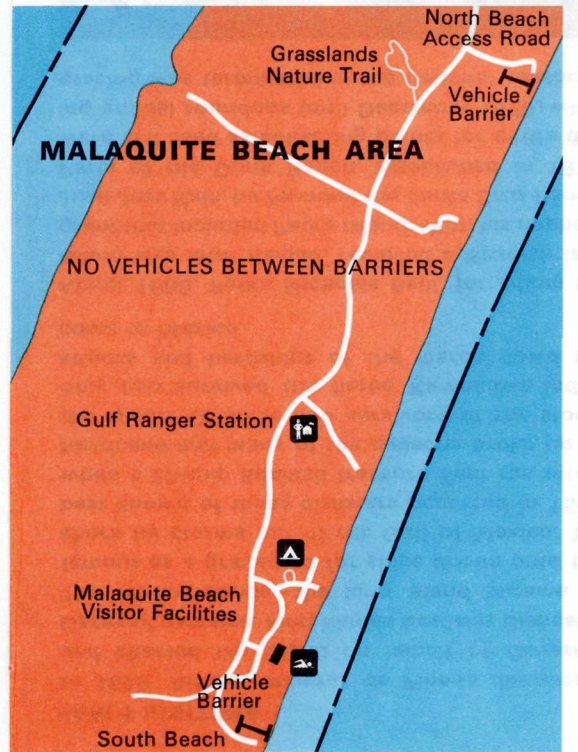 North Beach
Access Road
Grasslands
Nature Trail
Vehicle
Barrier
MALAQUITE BEACH AREA
NO VEHICLES BETWEEN BARRIERS
Gulf Ranger Station
Malaquite Beach
Visitor Facilities
Vehicle
Barrier
South Beach